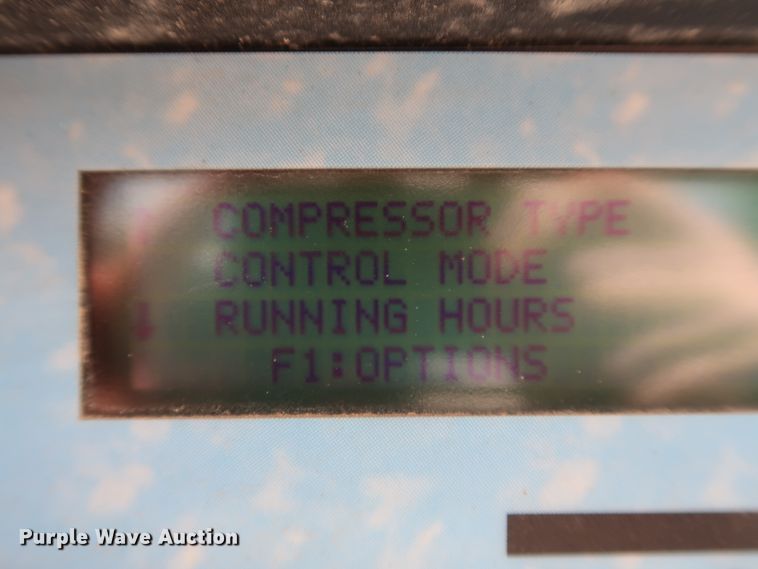 COMPRESSOR TYPE
CONTROL MODE
RUNNING HOURS
F1:OPTIONS
Purple Wave Auction